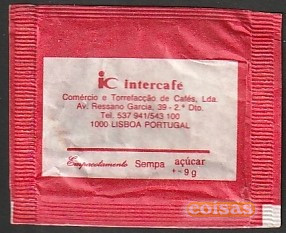 ic intercafé
Comércio e Torrefacção de Cafés, Lda.
Av. Ressano Garcia, 39 - 2.º Dto.
Tel. 537 941/543 100
1000 LISBOA PORTUGAL
Empacotamento Sempa açúcar
+-9 g
coisas